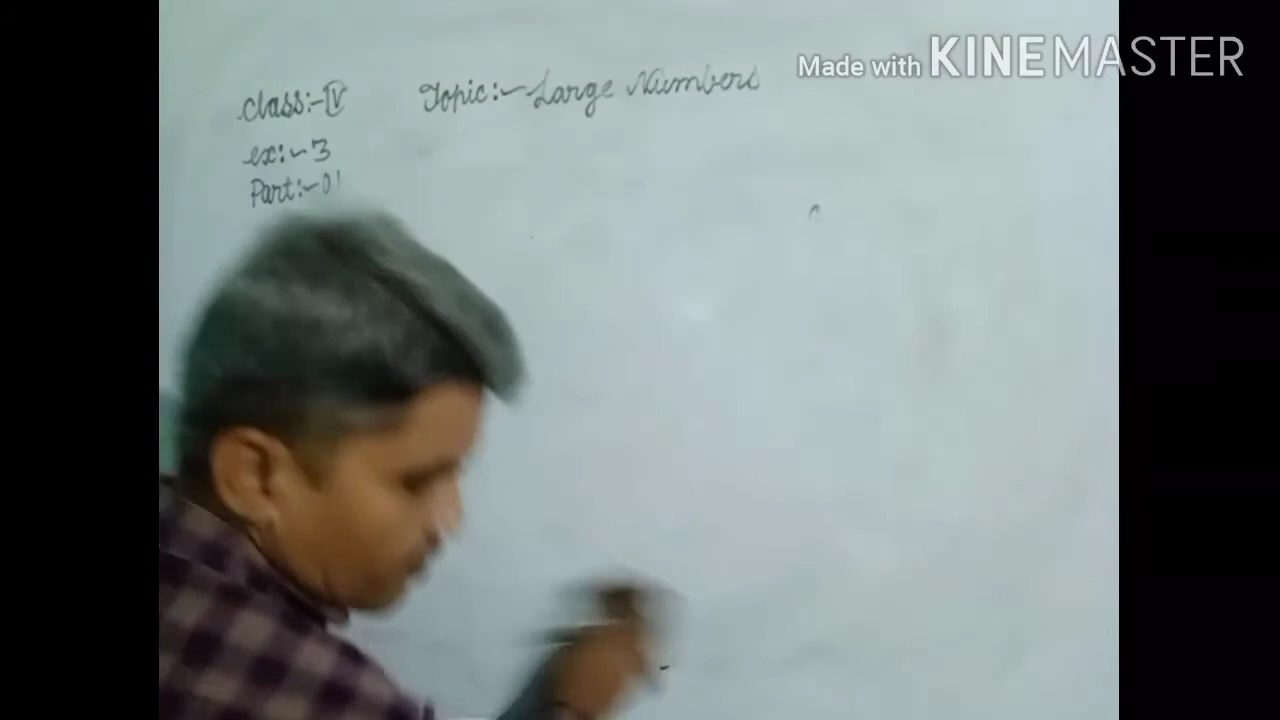 Made with KINEMASTER
Class:-IV Topic:- Large Numbers
ex:-3
Part:-01